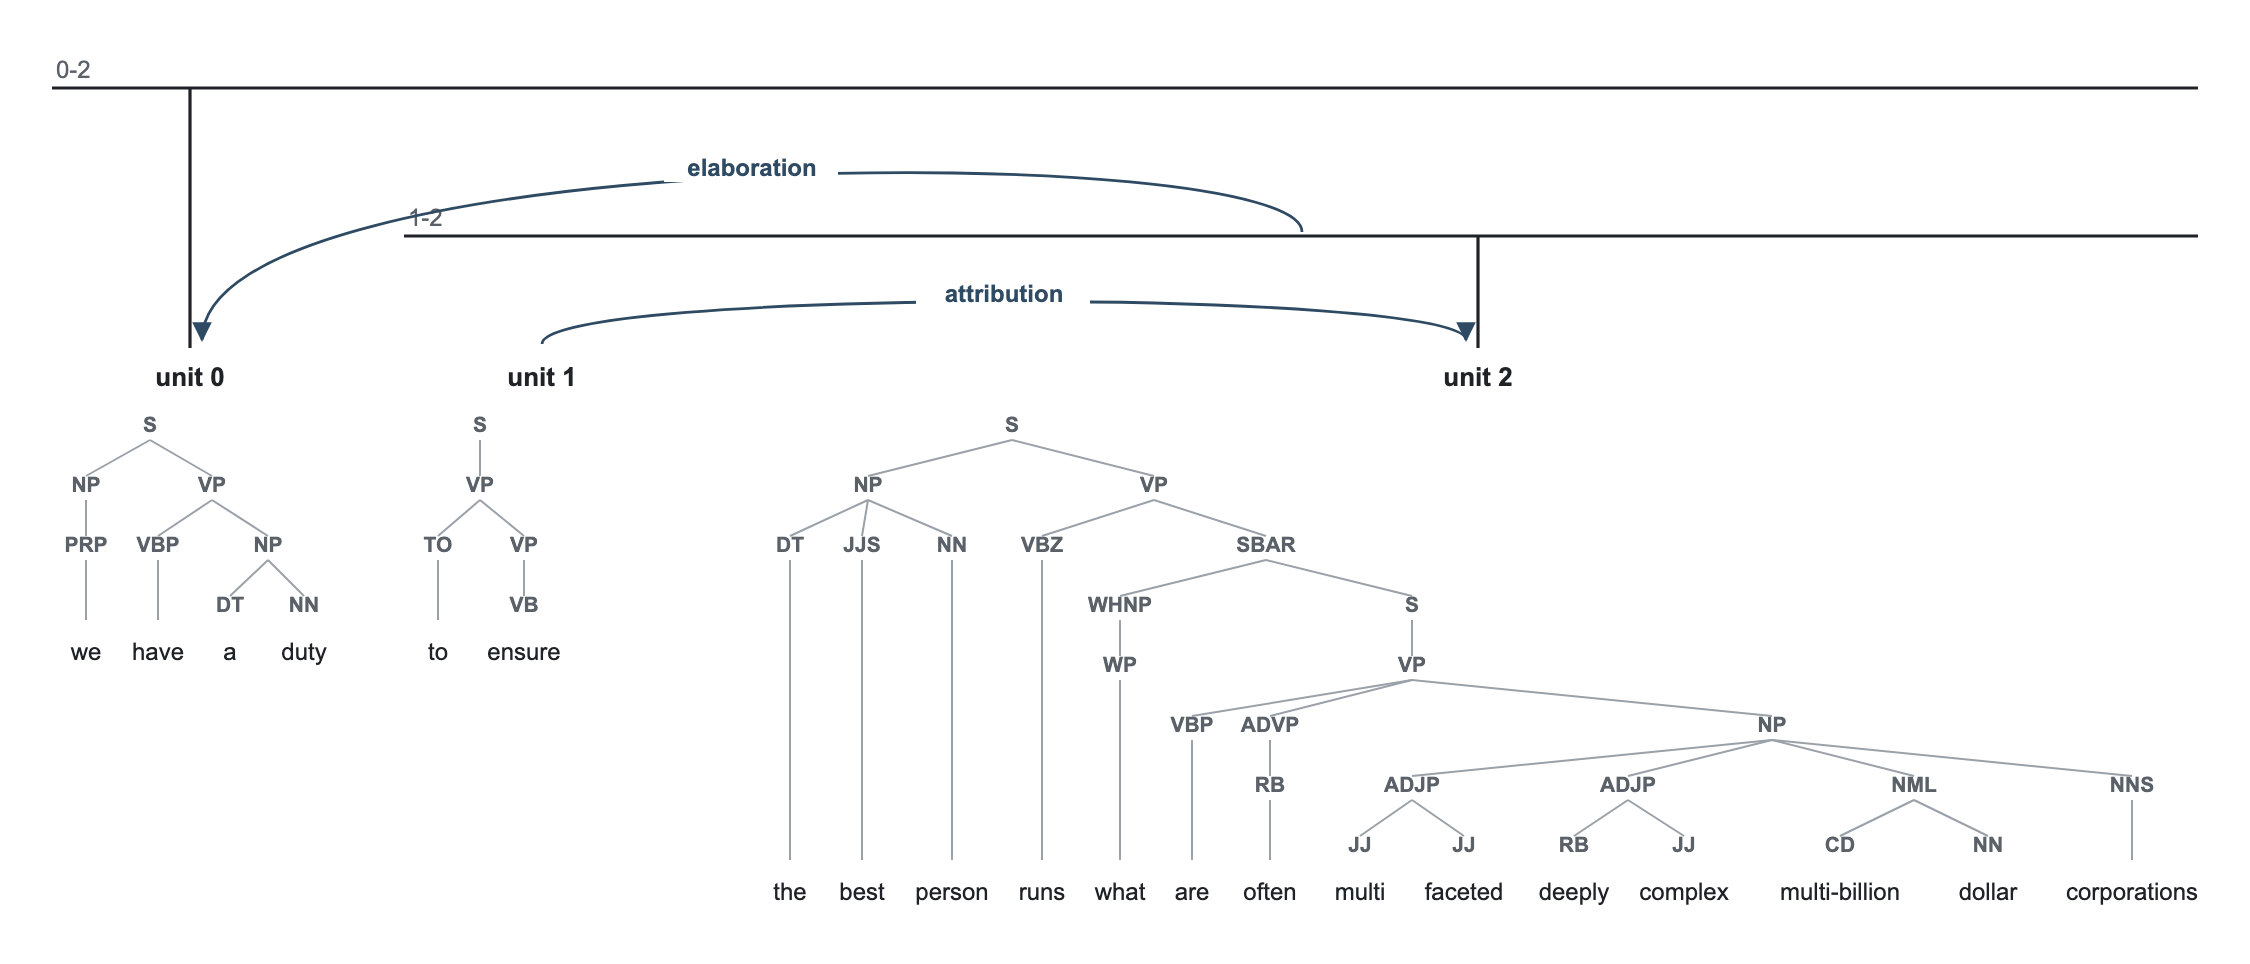 0-2
elaboration
1-2
attribution
unit 0 unit 1 unit 2
S S S
NP VP VP NP VP
PRP VBP NP TO VP DT JJS NN VBZ SBAR
DT NN VB WHNP S
we have a duty to ensure
WP VP
VBP ADVP NP
RB ADJP ADJP NML NNS
JJ JJ RB JJ CD NN
the best person runs what are often multi faceted deeply complex multi-billion dollar corporations